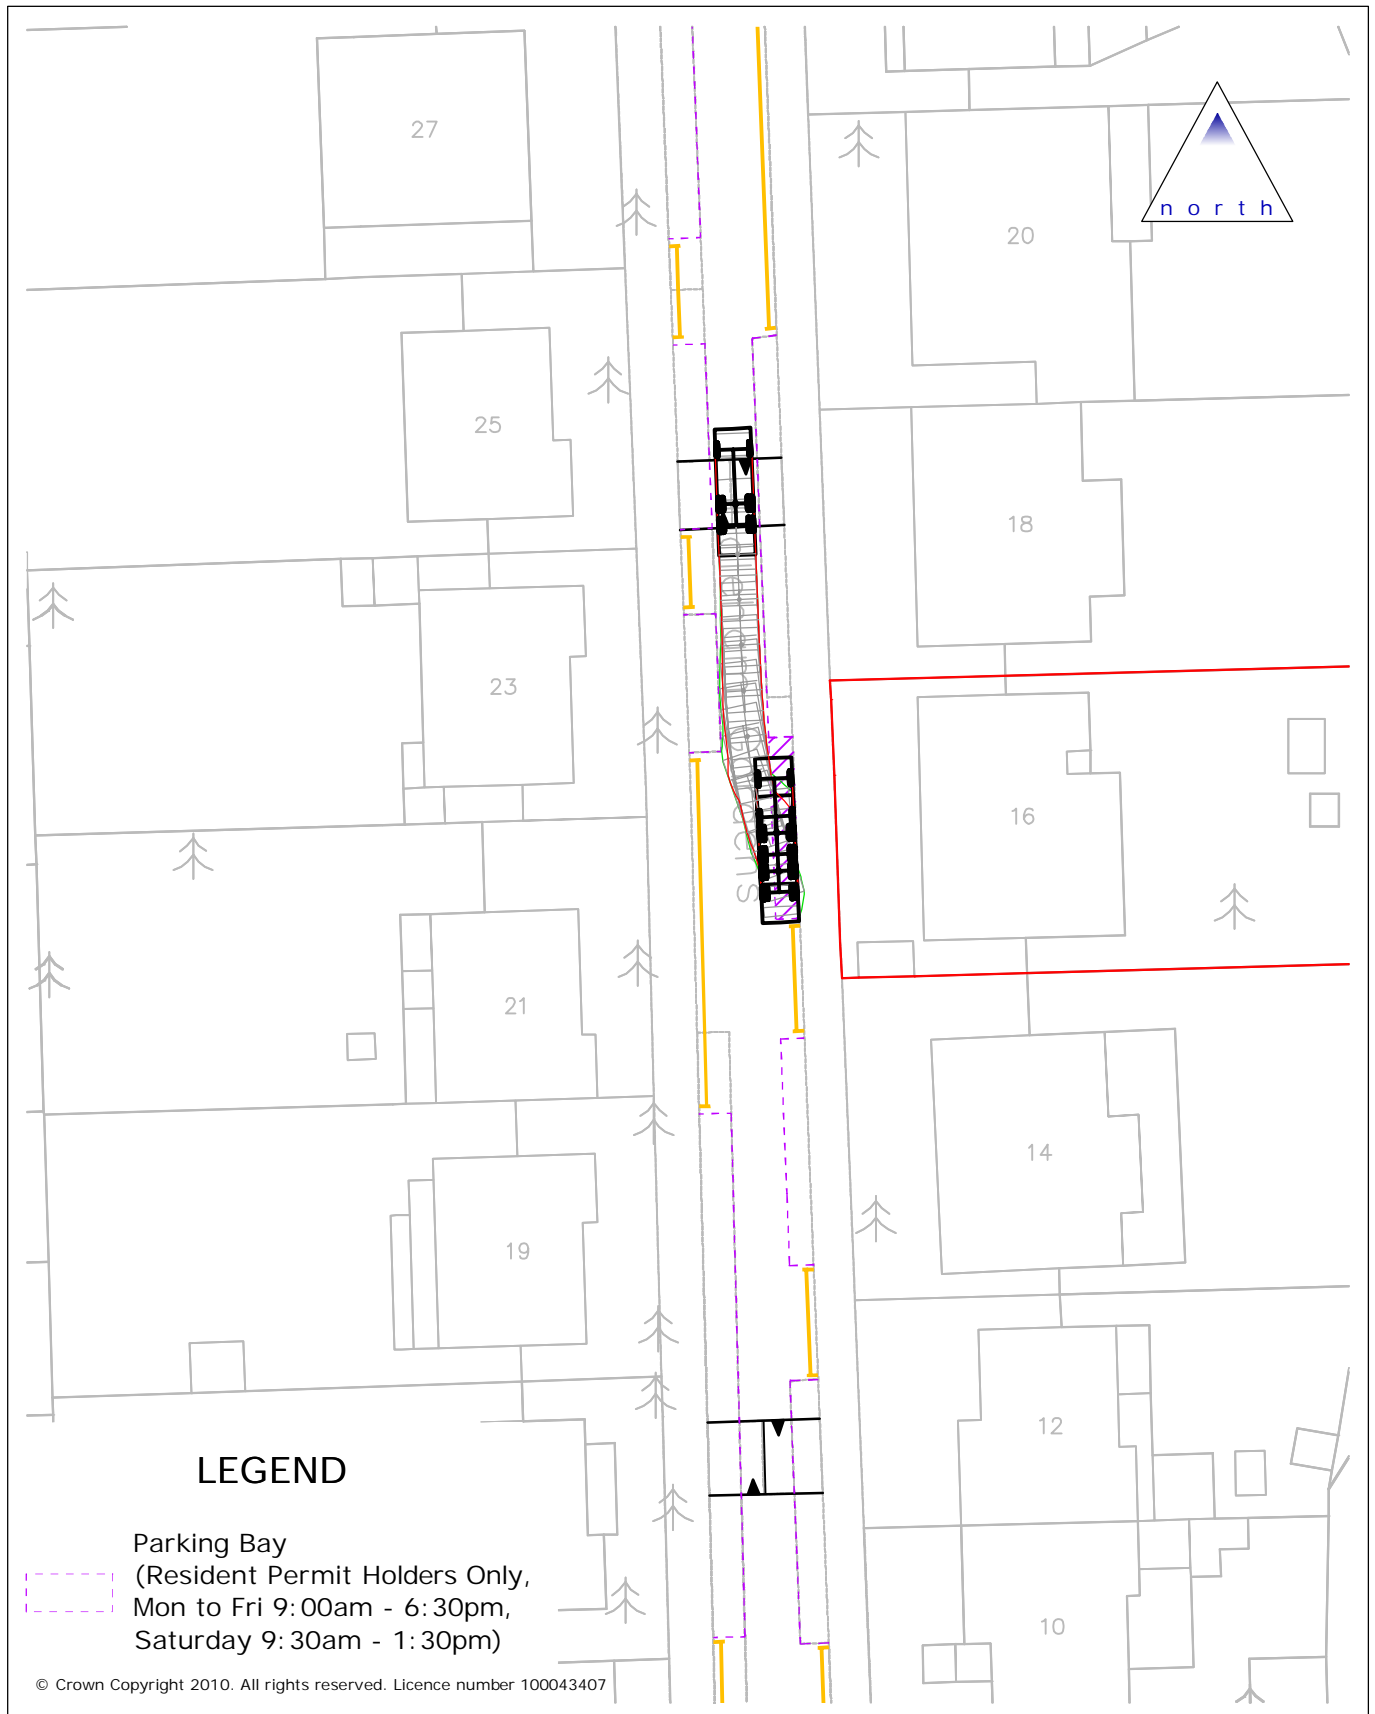 27
north
20
25
18
23
16
21
14
19
12
10
LEGEND
Parking Bay
(Resident Permit Holders Only,
Mon to Fri 9:00am - 6:30pm,
Saturday 9:30am - 1:30pm)
© Crown Copyright 2010. All rights reserved. Licence number 100043407